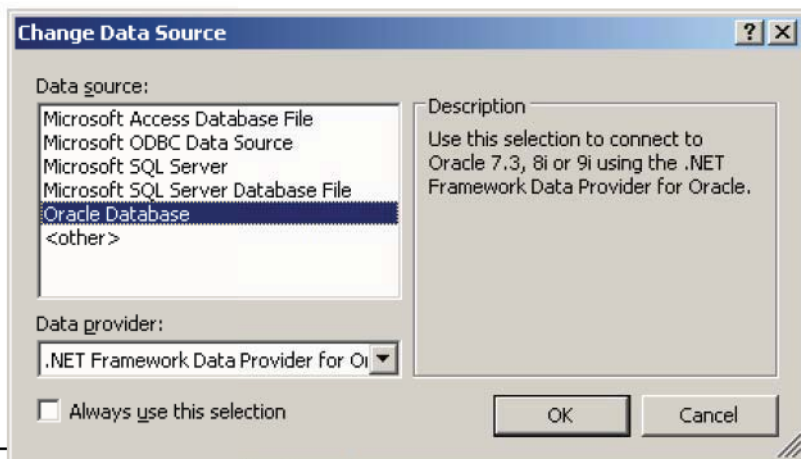 Change Data Source
Data source:
Microsoft Access Database File
Microsoft ODBC Data Source
Microsoft SQL Server
Microsoft SQL Server Database File
Oracle Database
<other>
Data provider:
.NET Framework Data Provider for Or
Always use this selection
Description
Use this selection to connect to
Oracle 7.3, 8i or 9i using the .NET
Framework Data Provider for Oracle.
OK
Cancel